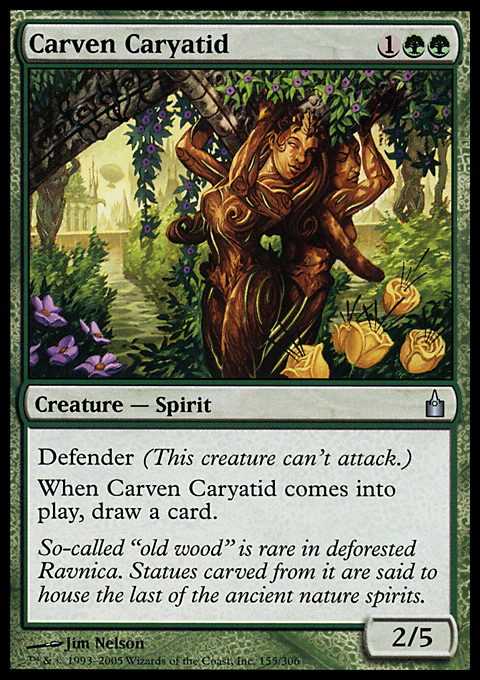 Carven Caryatid 1
Creature — Spirit
Defender (This creature can't attack.)
When Carven Caryatid comes into
play, draw a card.
So-called “old wood” is rare in deforested
Ravnica. Statues carved from it are said to
house the last of the ancient nature spirits.
Jim Nelson
2/5
™ & © 1993–2005 Wizards of the Coast, Inc. 155/306